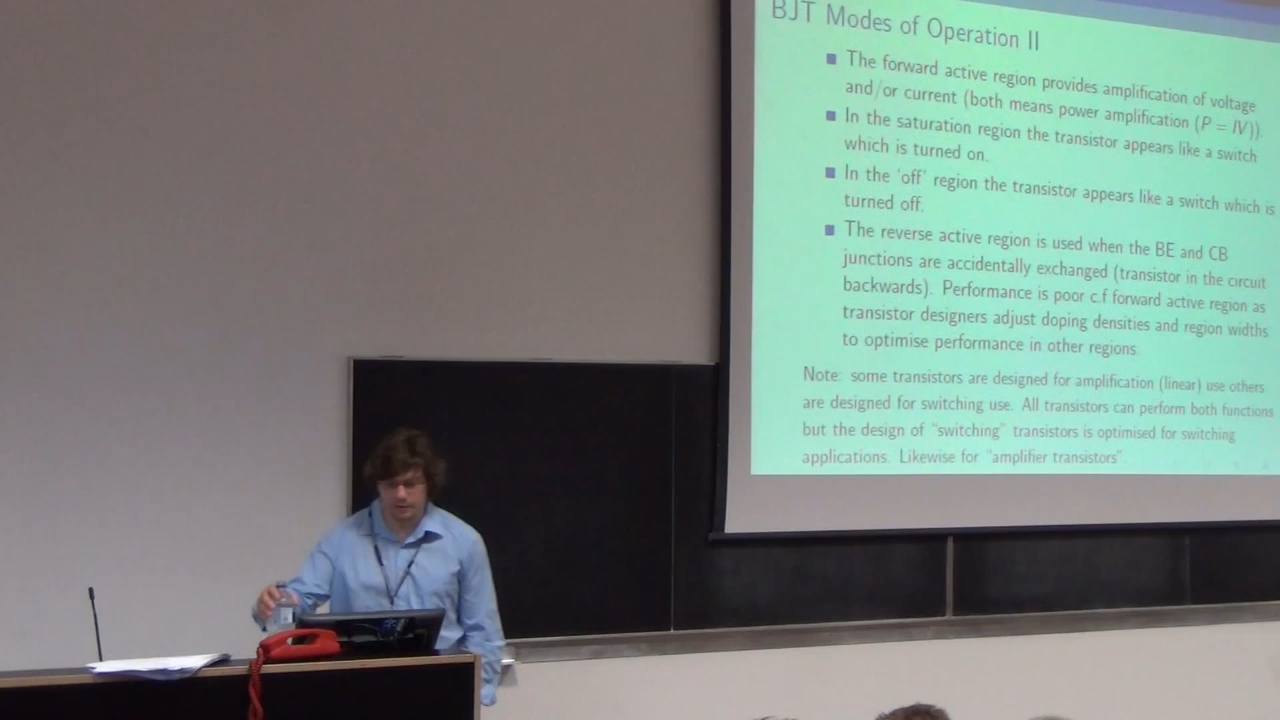 BJT Modes of Operation II
The forward active region provides amplification of voltage
and/or current (both means power amplification (P = IV)).
In the saturation region the transistor appears like a switch
which is turned on.
In the 'off' region the transistor appears like a switch which is
turned off.
The reverse active region is used when the BE and CB
junctions are accidentally exchanged (transistor in the circuit
backwards). Performance is poor c.f forward active region as
transistor designers adjust doping densities and region widths
to optimise performance in other regions.
Note: some transistors are designed for amplification (linear) use others
are designed for switching use. All transistors can perform both functions
but the design of "switching" transistors is optimised for switching
applications. Likewise for "amplifier transistors".